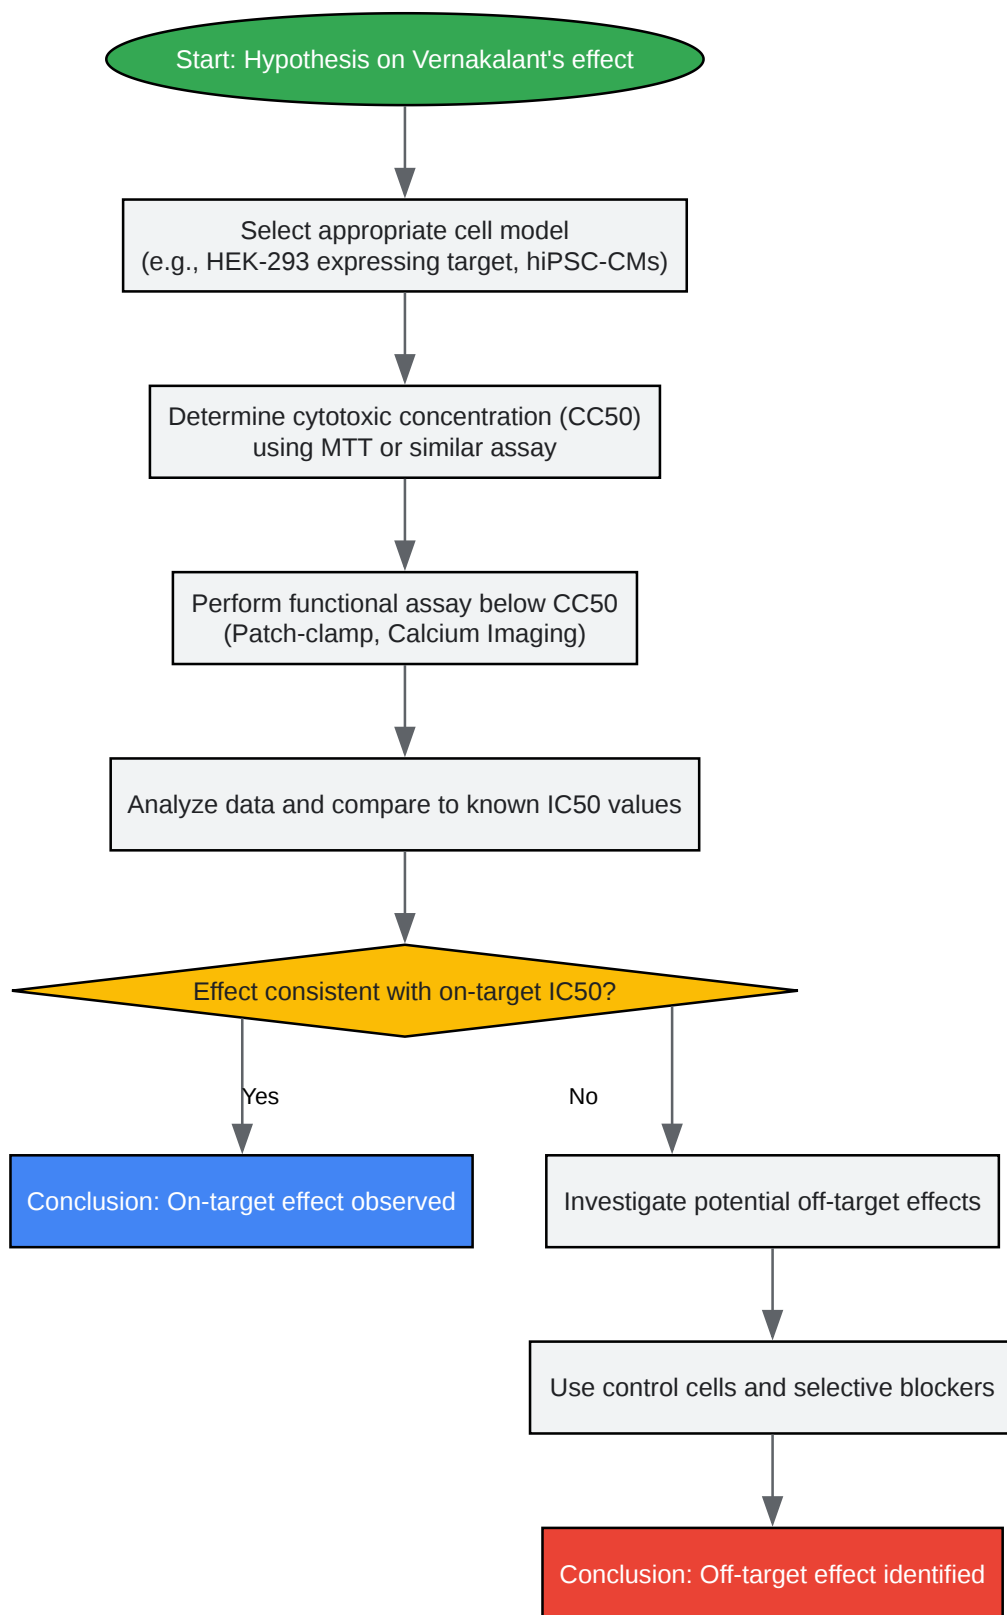 Start: Hypothesis on Vernakalant's effect
Select appropriate cell model
(e.g., HEK-293 expressing target, hiPSC-CMs)
Determine cytotoxic concentration (CC50)
using MTT or similar assay
Perform functional assay below CC50
(Patch-clamp, Calcium Imaging)
Analyze data and compare to known IC50 values
Effect consistent with on-target IC50?
Yes
No
Conclusion: On-target effect observed
Investigate potential off-target effects
Use control cells and selective blockers
Conclusion: Off-target effect identified